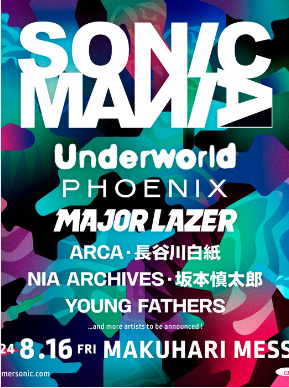 SONIC
MANIA
Underworld
PHOENIX
MAJOR LAZER
ARCA・長谷川白紙
NIA ARCHIVES・坂本慎太郎
YOUNG FATHERS
...and more artists to be announced!
24 8.16 FRI MAKUHARI MESS
mersonic.com